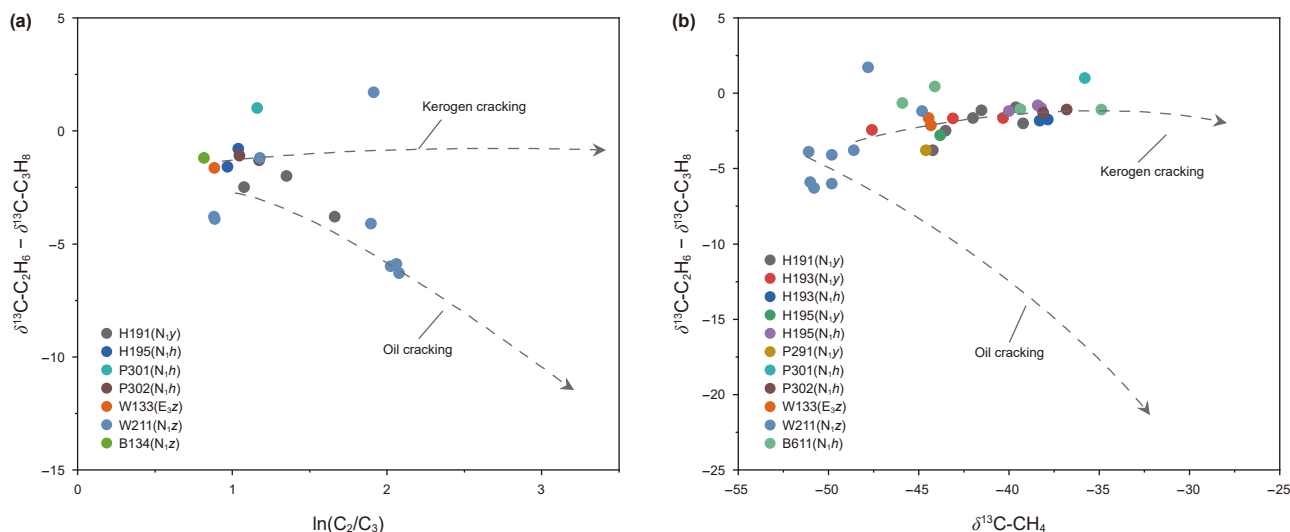 (a)
5
0
−5
−10
−15
0
1
2
3
δ¹³C-C₂H₆ − δ¹³C-C₃H₈
ln(C₂/C₃)
Kerogen cracking
Oil cracking
H191(N₁y)
H195(N₁h)
P301(N₁h)
P302(N₁h)
W133(E₃z)
W211(N₁z)
B134(N₁z)
(b)
5
0
−5
−10
−15
−20
−25
−55
−50
−45
−40
−35
−30
−25
δ¹³C-C₂H₆ − δ¹³C-C₃H₈
δ¹³C-CH₄
Kerogen cracking
Oil cracking
H191(N₁y)
H193(N₁y)
H193(N₁h)
H195(N₁y)
H195(N₁h)
P291(N₁y)
P301(N₁h)
P302(N₁h)
W133(E₃z)
W211(N₁z)
B611(N₁h)